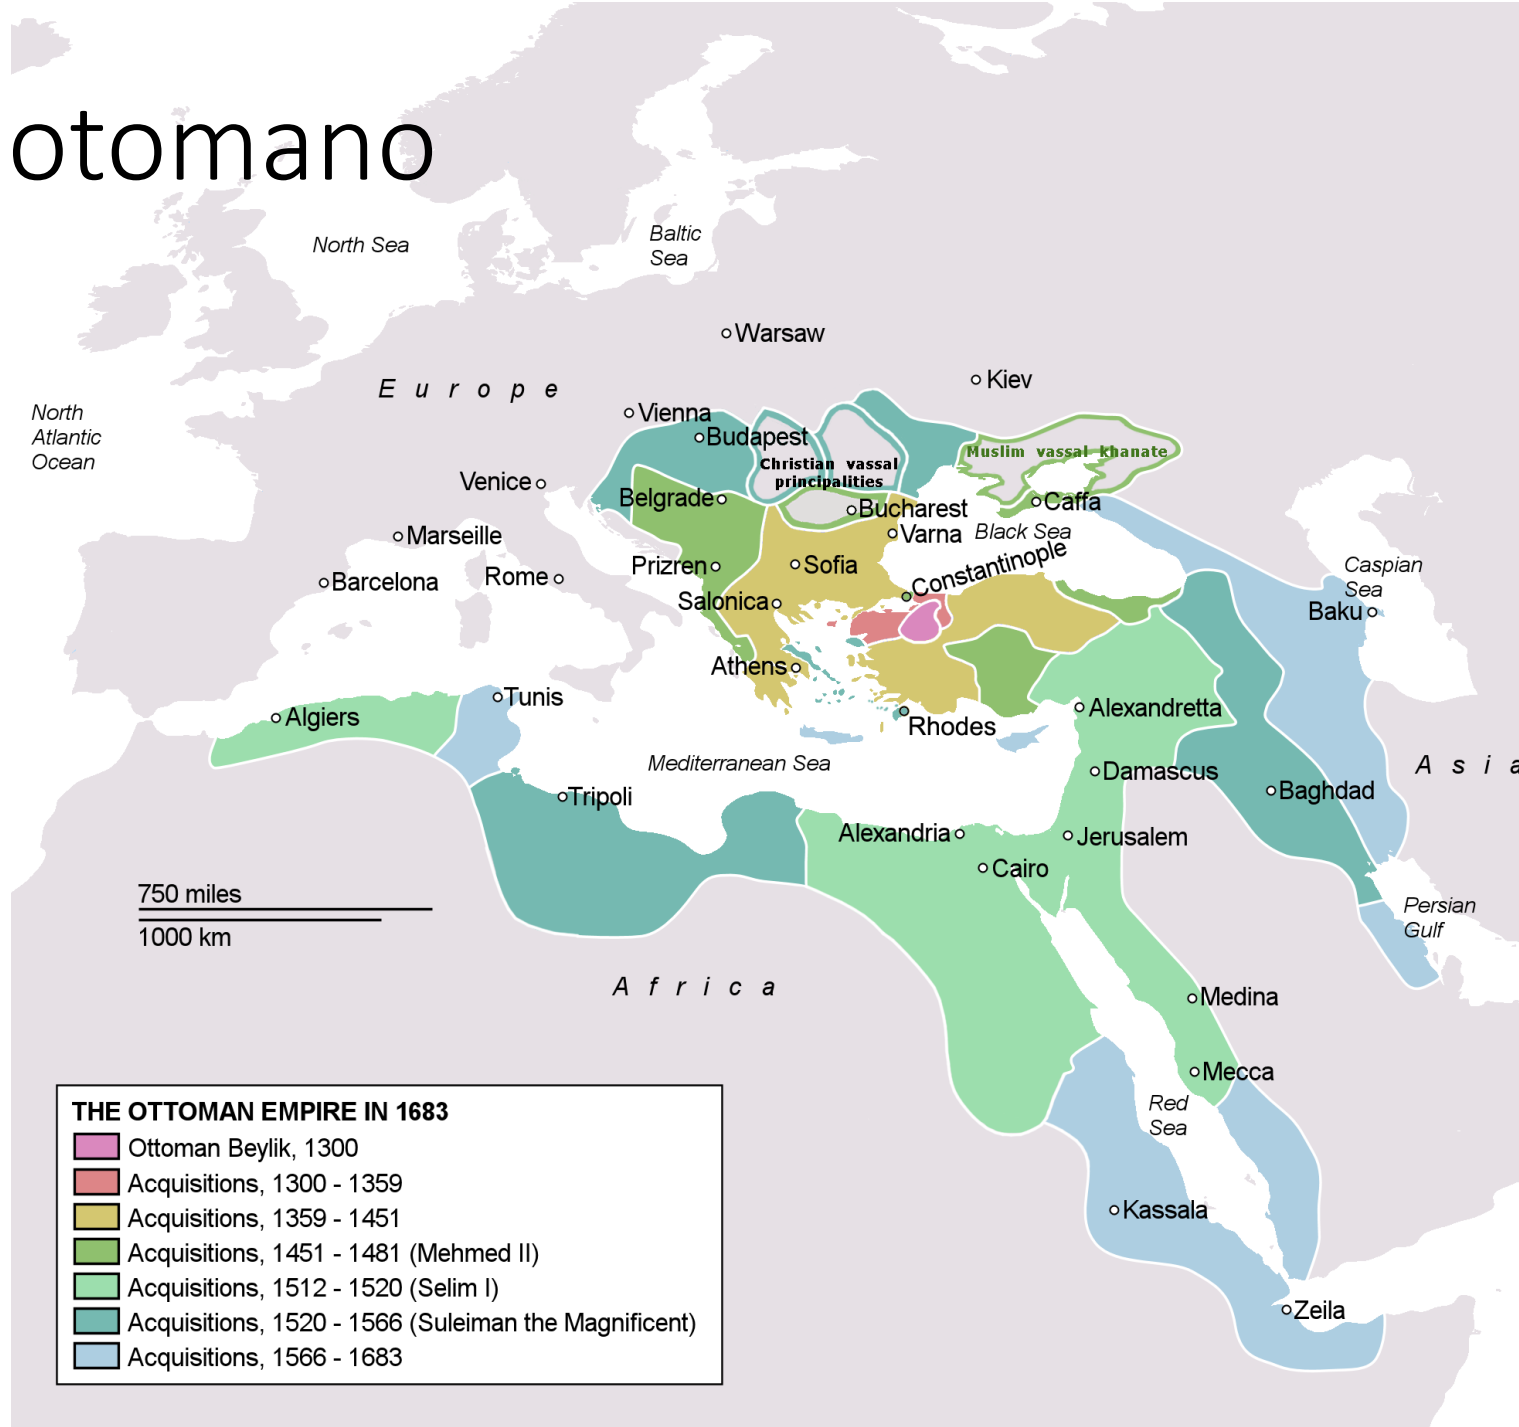 otomano
North Sea
Baltic
Sea
Warsaw
Kiev
Europe
North
Atlantic
Ocean
Vienna
Budapest
Christian vassal
principalities
Muslim vassal khanate
Venice
Belgrade
Bucharest
Caffa
Varna
Black Sea
Marseille
Prizren
Sofia
Constantinople
Caspian
Sea
Barcelona
Rome
Salonica
Baku
Athens
Tunis
Algiers
Rhodes
Alexandretta
Mediterranean Sea
Damascus
Asia
Tripoli
Baghdad
Alexandria
Jerusalem
Cairo
750 miles
1000 km
Persian
Gulf
Africa
Medina
Mecca
Red
Sea
Kassala
Zeila
THE OTTOMAN EMPIRE IN 1683
Ottoman Beylik, 1300
Acquisitions, 1300 - 1359
Acquisitions, 1359 - 1451
Acquisitions, 1451 - 1481 (Mehmed II)
Acquisitions, 1512 - 1520 (Selim I)
Acquisitions, 1520 - 1566 (Suleiman the Magnificent)
Acquisitions, 1566 - 1683